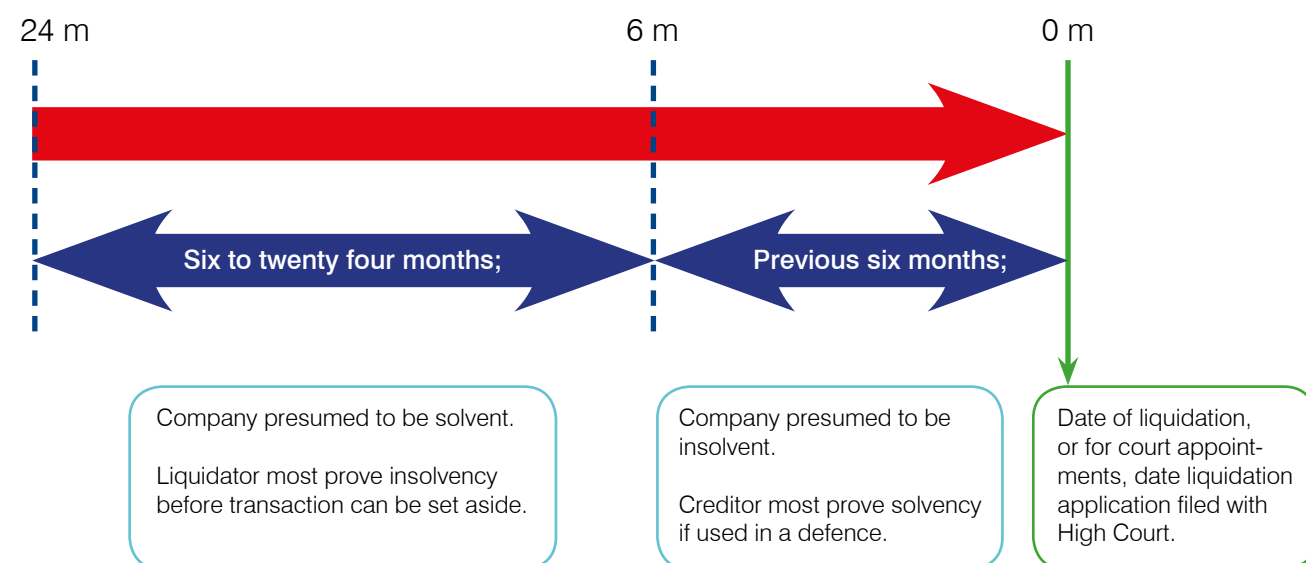 24 m
6 m
0 m
Six to twenty four months;
Previous six months;
Company presumed to be solvent.
Liquidator most prove insolvency
before transaction can be set aside.
Company presumed to be
insolvent.
Creditor most prove solvency
if used in a defence.
Date of liquidation,
or for court appoint-
ments, date liquidation
application filed with
High Court.